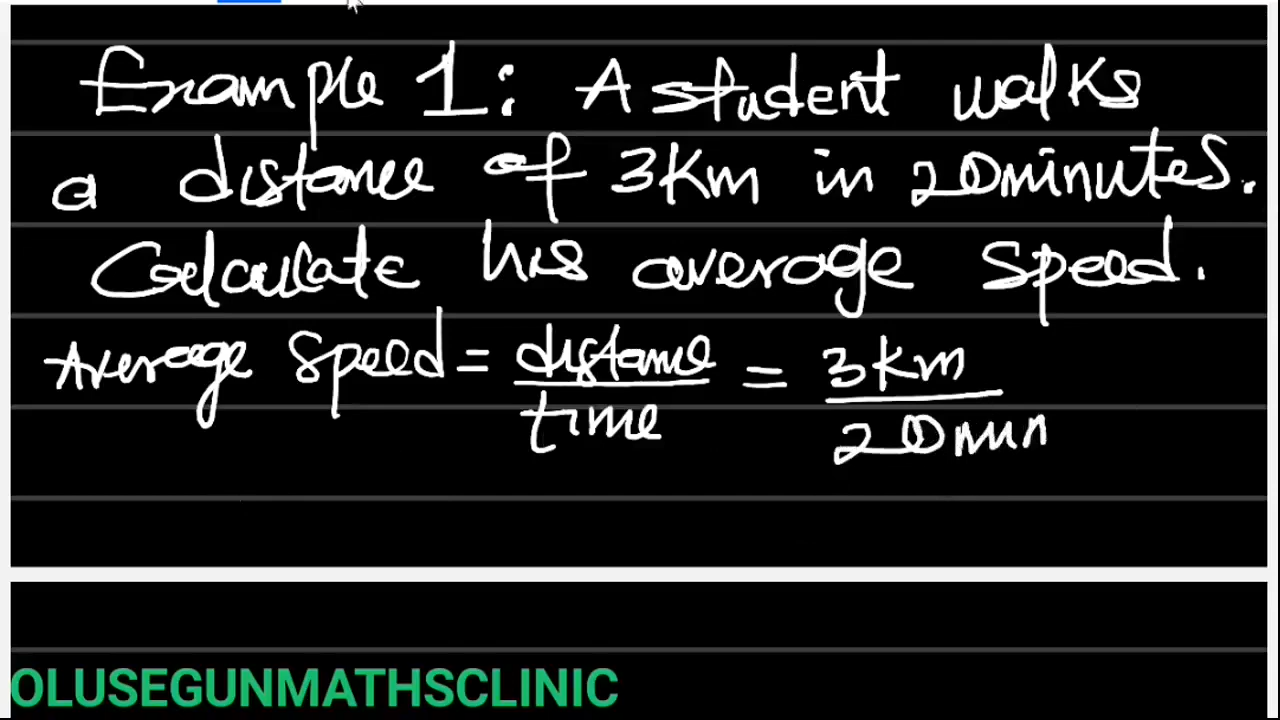 Example 1: A student walks
a distance of 3Km in 20minutes.
Calculate his average speed.
Average Speed = distance/time = 3Km/20min
OLUSEGUNMATHSCLINIC